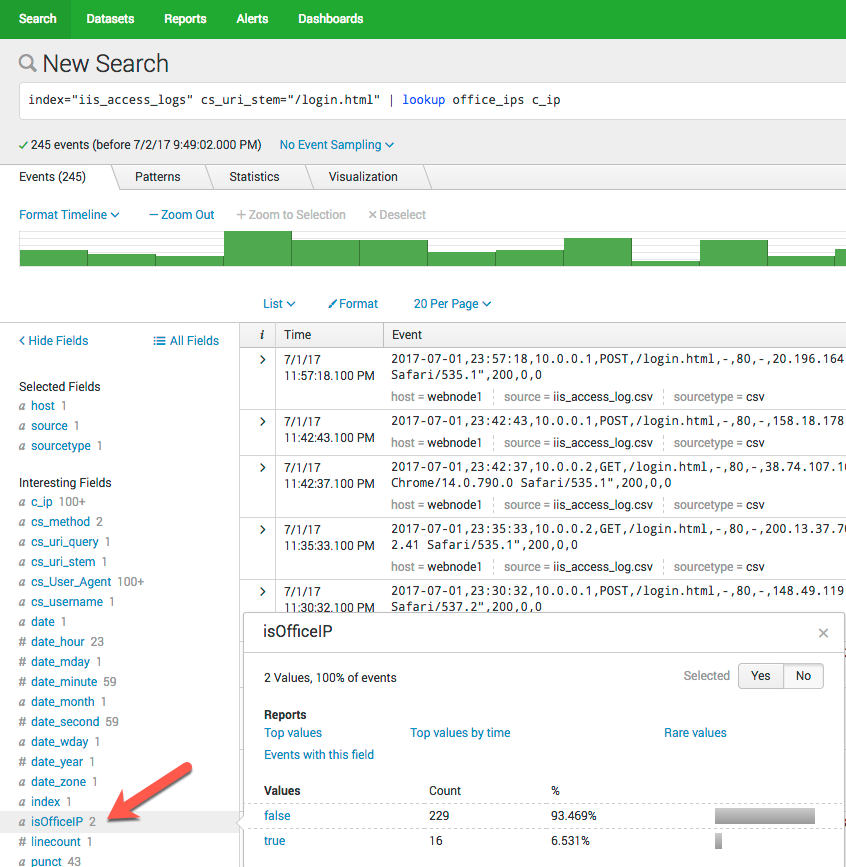 Search Datasets Reports Alerts Dashboards
New Search
index="iis_access_logs" cs_uri_stem="/login.html" | lookup office_ips c_ip
245 events (before 7/2/17 9:49:02.000 PM) No Event Sampling
Events (245) Patterns Statistics Visualization
Format Timeline — Zoom Out + Zoom to Selection × Deselect
List Format 20 Per Page
< Hide Fields All Fields
Selected Fields
a host 1
a source 1
a sourcetype 1
Interesting Fields
a c_ip 100+
a cs_method 2
a cs_uri_query 1
a cs_uri_stem 1
a cs_User_Agent 100+
a cs_username 1
a date 1
# date_hour 23
# date_mday 1
# date_minute 59
a date_month 1
# date_second 59
a date_wday 1
# date_year 1
a date_zone 1
a index 1
a isOfficeIP 2
# linecount 1
a punct 43
i Time Event
> 7/1/17 2017-07-01,23:57:18,10.0.0.1,POST,/login.html,-,80,-,20.196.164
11:57:18.100 PM Safari/535.1",200,0,0
host = webnode1 source = iis_access_log.csv sourcetype = csv
> 7/1/17 2017-07-01,23:42:43,10.0.0.1,POST,/login.html,-,80,-,158.18.178
11:42:43.100 PM
host = webnode1 source = iis_access_log.csv sourcetype = csv
> 7/1/17 2017-07-01,23:42:37,10.0.0.2,GET,/login.html,-,80,-,38.74.107.10
11:42:37.100 PM Chrome/14.0.790.0 Safari/535.1",200,0,0
host = webnode1 source = iis_access_log.csv sourcetype = csv
> 7/1/17 2017-07-01,23:35:33,10.0.0.2,GET,/login.html,-,80,-,200.13.37.70
11:35:33.100 PM 2.41 Safari/535.1",200,0,0
host = webnode1 source = iis_access_log.csv sourcetype = csv
> 7/1/17 2017-07-01,23:30:32,10.0.0.1,POST,/login.html,-,80,-,148.49.119
11:30:32.100 PM Safari/537.2",200,0,0
isOfficeIP ×
2 Values, 100% of events Selected Yes No
Reports
Top values Top values by time Rare values
Events with this field
Values Count %
false 229 93.469%
true 16 6.531%